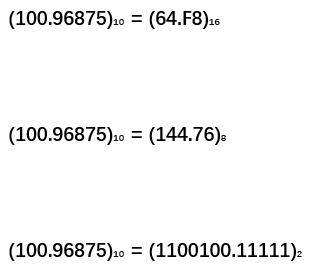 (100.96875)₁₀ = (64.F8)₁₆
(100.96875)₁₀ = (144.76)₈
(100.96875)₁₀ = (1100100.11111)₂